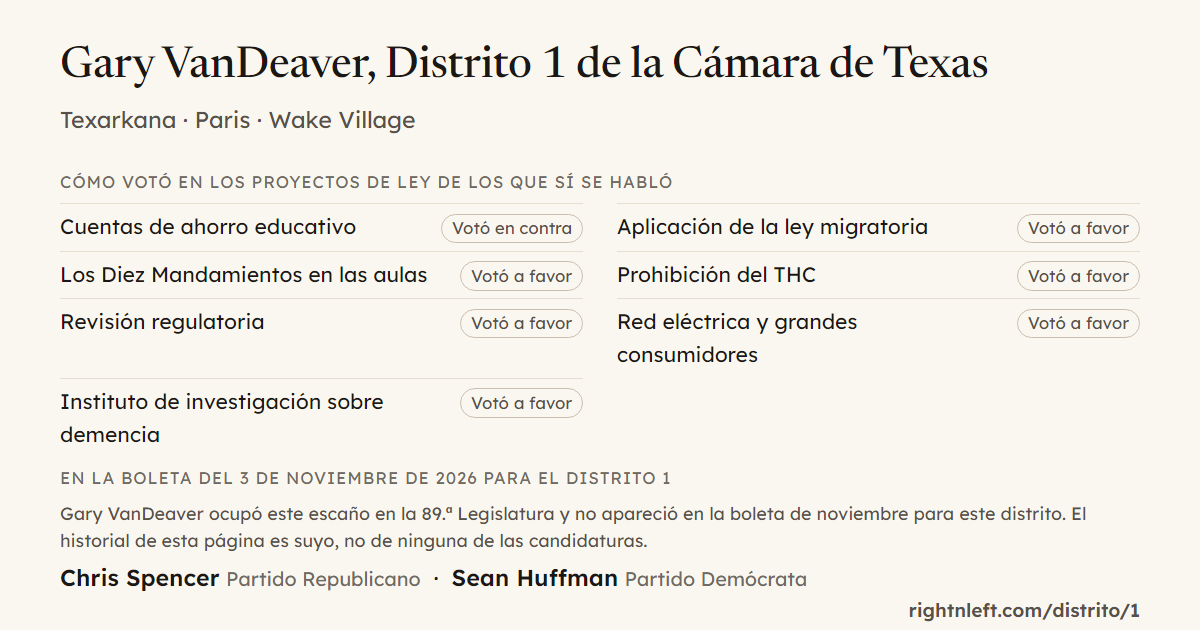 Gary VanDeaver, Distrito 1 de la Cámara de Texas
Texarkana · Paris · Wake Village
CÓMO VOTÓ EN LOS PROYECTOS DE LEY DE LOS QUE SÍ SE HABLÓ
Cuentas de ahorro educativo Votó en contra
Aplicación de la ley migratoria Votó a favor
Los Diez Mandamientos en las aulas Votó a favor
Prohibición del THC Votó a favor
Revisión regulatoria Votó a favor
Red eléctrica y grandes Votó a favor
consumidores
Instituto de investigación sobre Votó a favor
demencia
EN LA BOLETA DEL 3 DE NOVIEMBRE DE 2026 PARA EL DISTRITO 1
Gary VanDeaver ocupó este escaño en la 89.ª Legislatura y no apareció en la boleta de noviembre para este distrito. El
historial de esta página es suyo, no de ninguna de las candidaturas.
Chris Spencer Partido Republicano · Sean Huffman Partido Demócrata
rightnleft.com/distrito/1